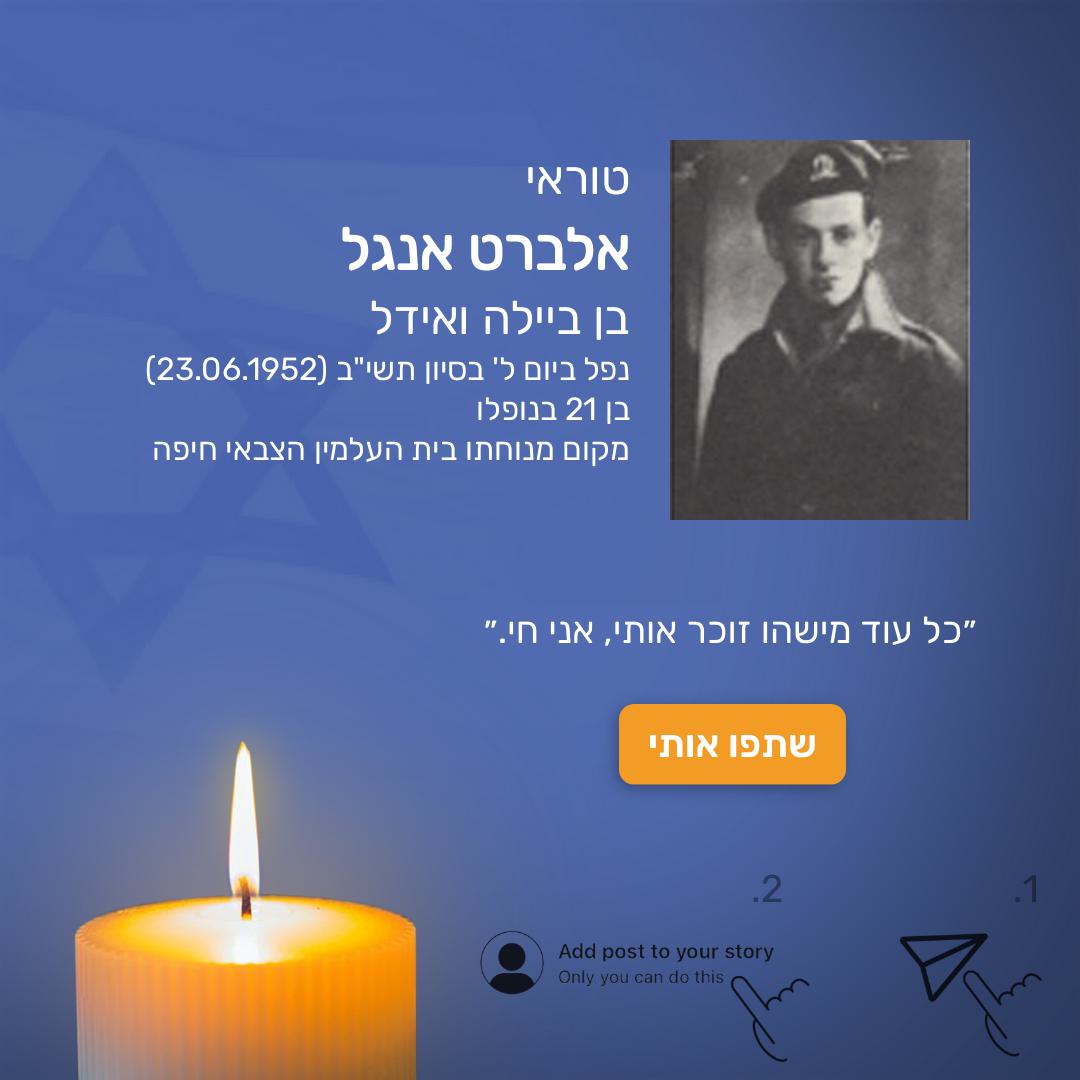 טוראי
אלברט אנגל
בן ביילה ואידל
נפל ביום ל' בסיון תשי"ב (23.06.1952)
בן 21 בנופלו
מקום מנוחתו בית העלמין הצבאי חיפה
״כל עוד מישהו זוכר אותי, אני חי.״
שתפו אותי
1.
2.
Add post to your story
Only you can do this